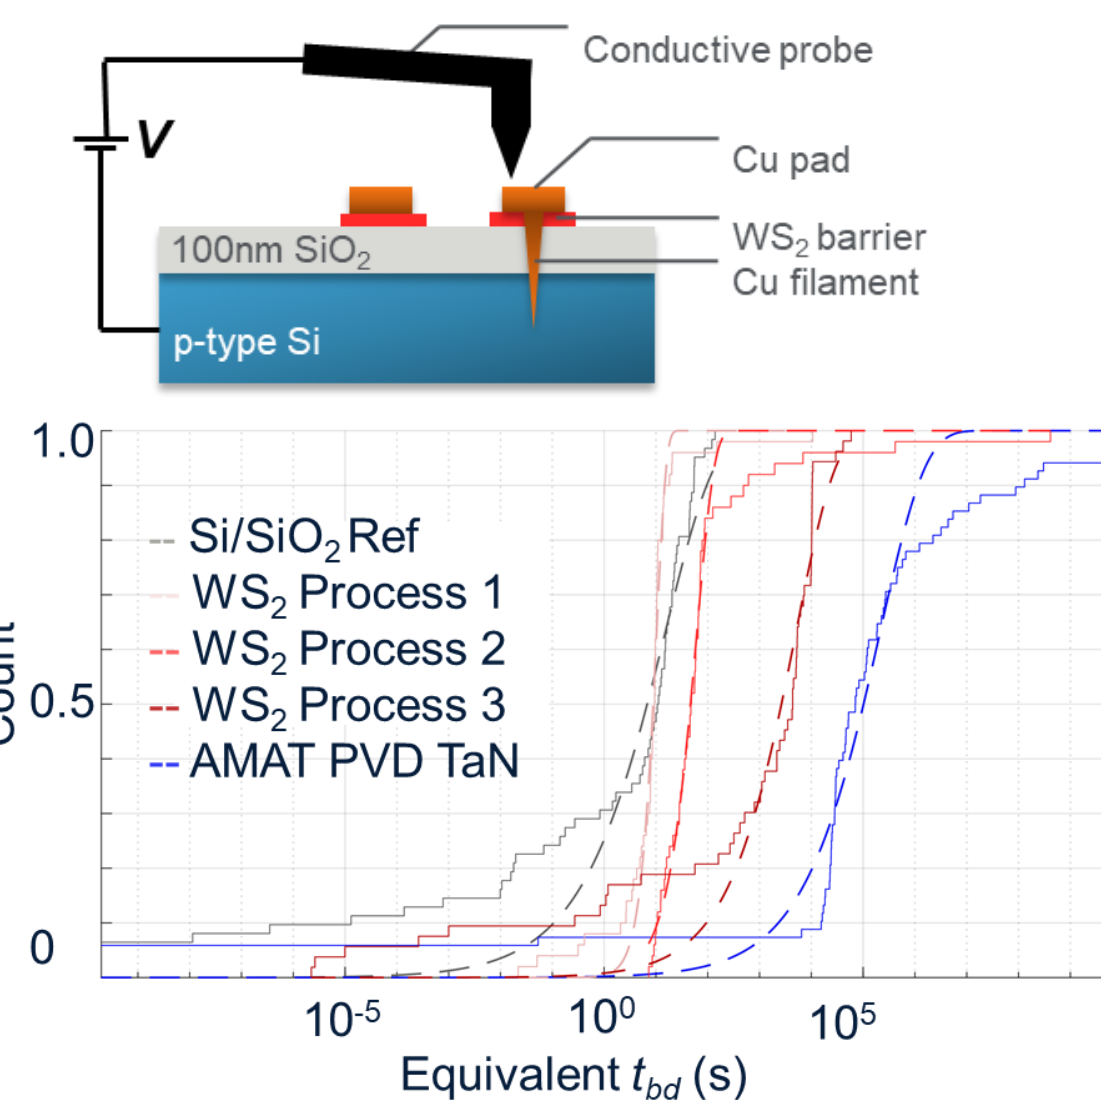 Conductive probe
V
Cu pad
WS₂ barrier
100nm SiO₂
Cu filament
p-type Si
1.0
Si/SiO₂ Ref
WS₂ Process 1
WS₂ Process 2
WS₂ Process 3
AMAT PVD TaN
0.5
0
10⁻⁵
10⁰
10⁵
Equivalent t_bd (s)